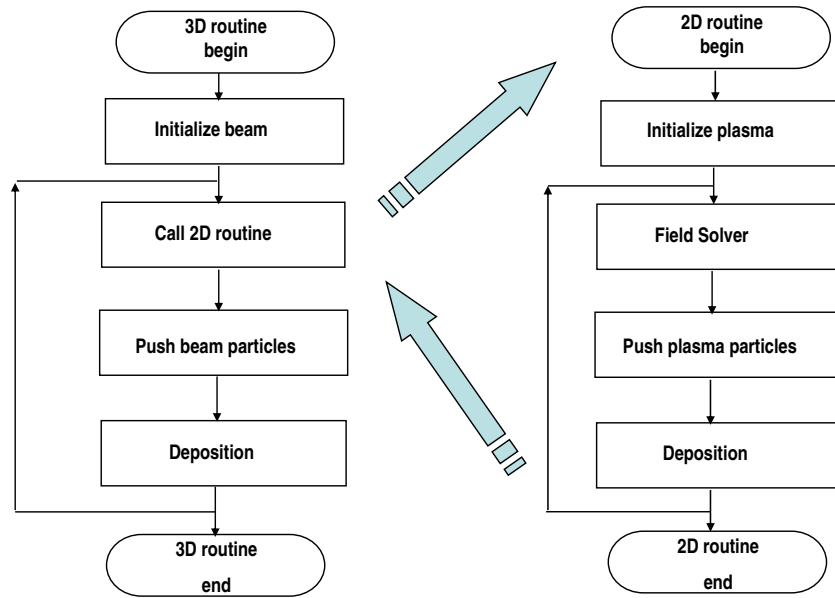 3D routine
begin
Initialize beam
Call 2D routine
Push beam particles
Deposition
3D routine
end
2D routine
begin
Initialize plasma
Field Solver
Push plasma particles
Deposition
2D routine
end